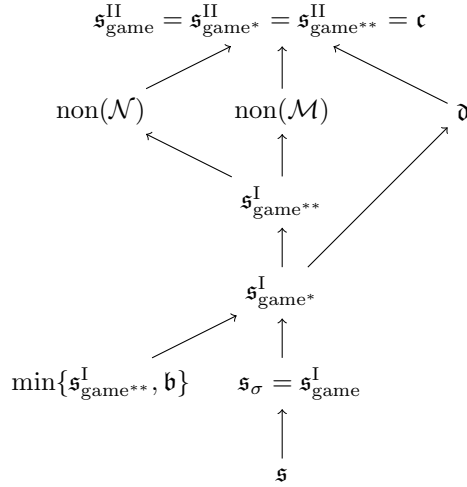 𝔰^II_game = 𝔰^II_game* = 𝔰^II_game** = 𝔠
non(𝒩) non(ℳ) 𝔡
𝔰^I_game**
𝔰^I_game*
min{𝔰^I_game**, 𝔟} 𝔰_σ = 𝔰^I_game
𝔰